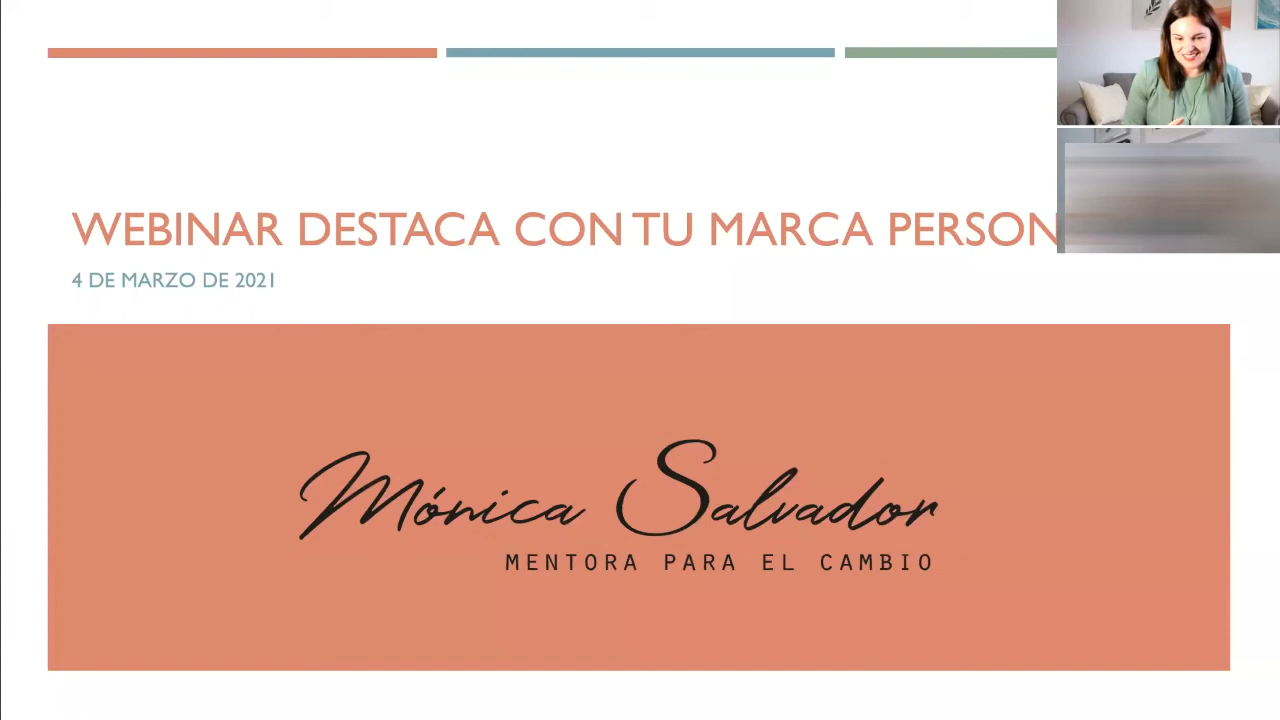 WEBINAR DESTACA CON TU MARCA PERSON
4 DE MARZO DE 2021
Mónica Salvador
MENTORA PARA EL CAMBIO